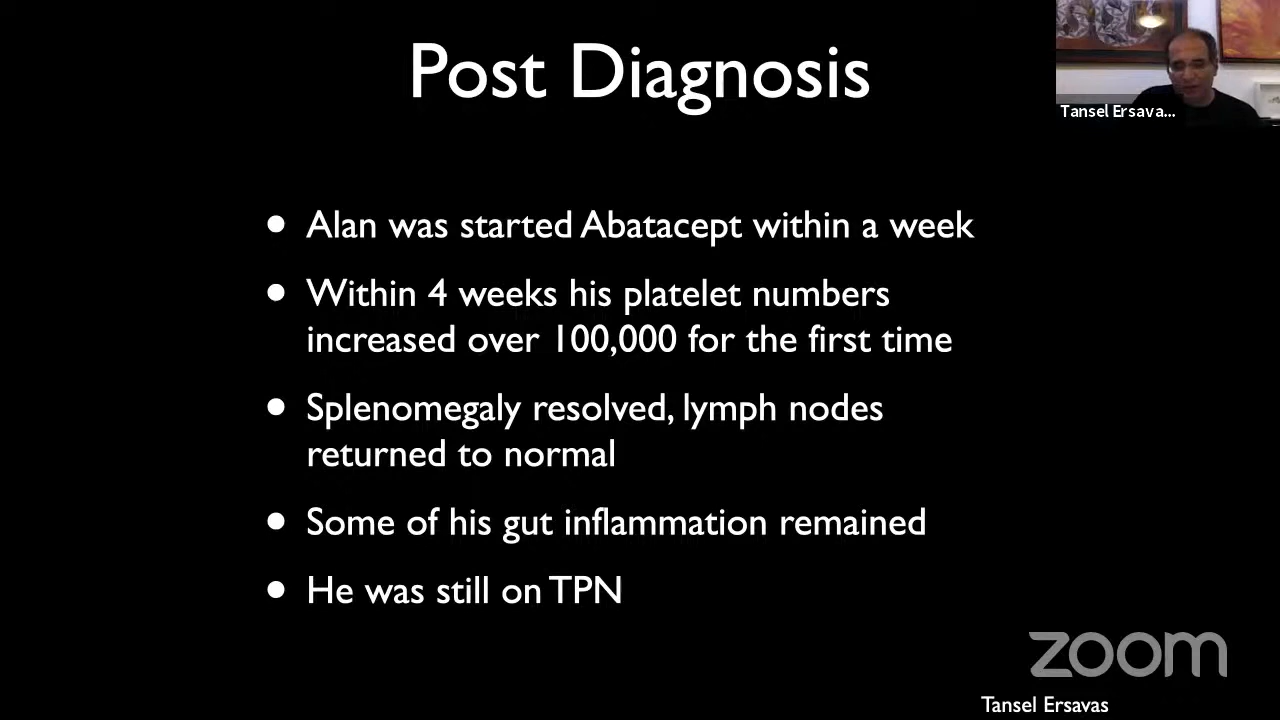 Post Diagnosis
Tansel Ersava...
• Alan was started Abatacept within a week
• Within 4 weeks his platelet numbers
increased over 100,000 for the first time
• Splenomegaly resolved, lymph nodes
returned to normal
• Some of his gut inflammation remained
• He was still on TPN
zoom
Tansel Ersavas